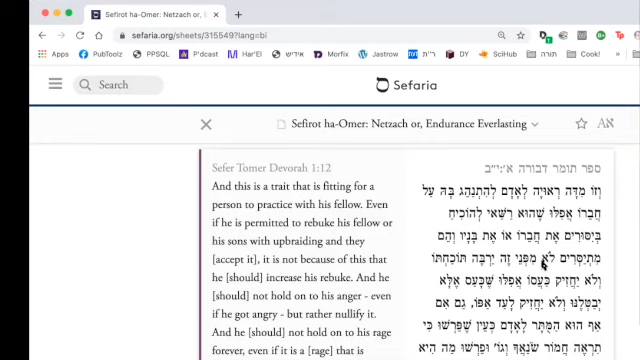 Sefirot ha-Omer: Netzach or, E
sefaria.org/sheets/315549?lang=bi
Apps PubToolz PPSQL P'dcast Har'El אידיש Morfix Jastrow ר"ת DY SciHub תורה Cook!
Search
Sefaria
Sefirot ha-Omer: Netzach or, Endurance Everlasting
Sefer Tomer Devorah 1:12
And this is a trait that is fitting for a
person to practice with his fellow. Even
if he is permitted to rebuke his fellow or
his sons with upbraiding and they
[accept it], it is not because of this that
he [should] increase his rebuke. And he
[should] not hold on to his anger - even
if he got angry - but rather nullify it.
And he [should] not hold on to his rage
forever, even if it is a [rage] that is
ספר תומר דבורה א׳:י״ב
וְזוֹ מִדָּה רְאוּיָה לְאָדָם לְהִתְנַהֵג בָּהּ עַל
חֲבֵרוֹ אֲפִלּוּ שֶׁהוּא רַשַּׁאי לְהוֹכִיחַ
בְּיִסּוּרִים אֶת חֲבֵרוֹ אוֹ אֶת בָּנָיו וְהֵם
מִתְיַסְּרִים לֹא מִפְּנֵי זֶה יַרְבֶּה תּוֹכַחְתּוֹ
וְלֹא יַחֲזִיק כַּעֲסוֹ אֲפִלּוּ שֶׁכָּעַס אֶלָּא
יְבַטְּלֶנּוּ וְלֹא יַחֲזִיק לָעַד אַפּוֹ, גַּם אִם
אַף הוּא הַמֻּתָּר לְאָדָם כְּעֵין שֶׁפֵּרְשׁוּ כִּי
תִרְאֶה חֲמוֹר שֹׂנַאֲךָ וְגוֹ' וּפֵרְשׁוּ מָה הִיא